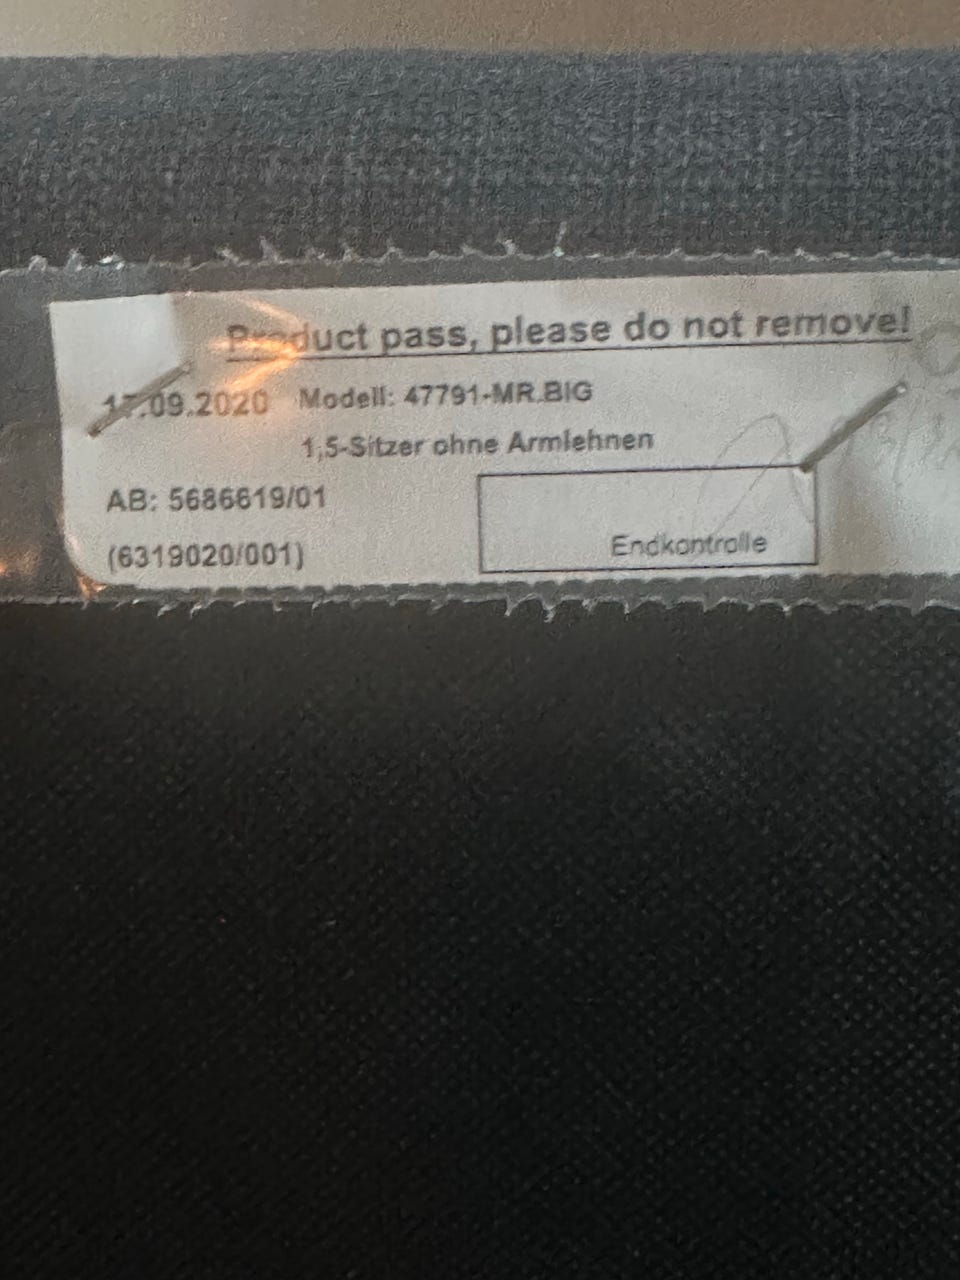 Product pass, please do not remove!
17.09.2020 Modell: 47791-MR.BIG
1,5-Sitzer ohne Armlehnen
AB: 5686619/01
(6319020/001)
Endkontrolle